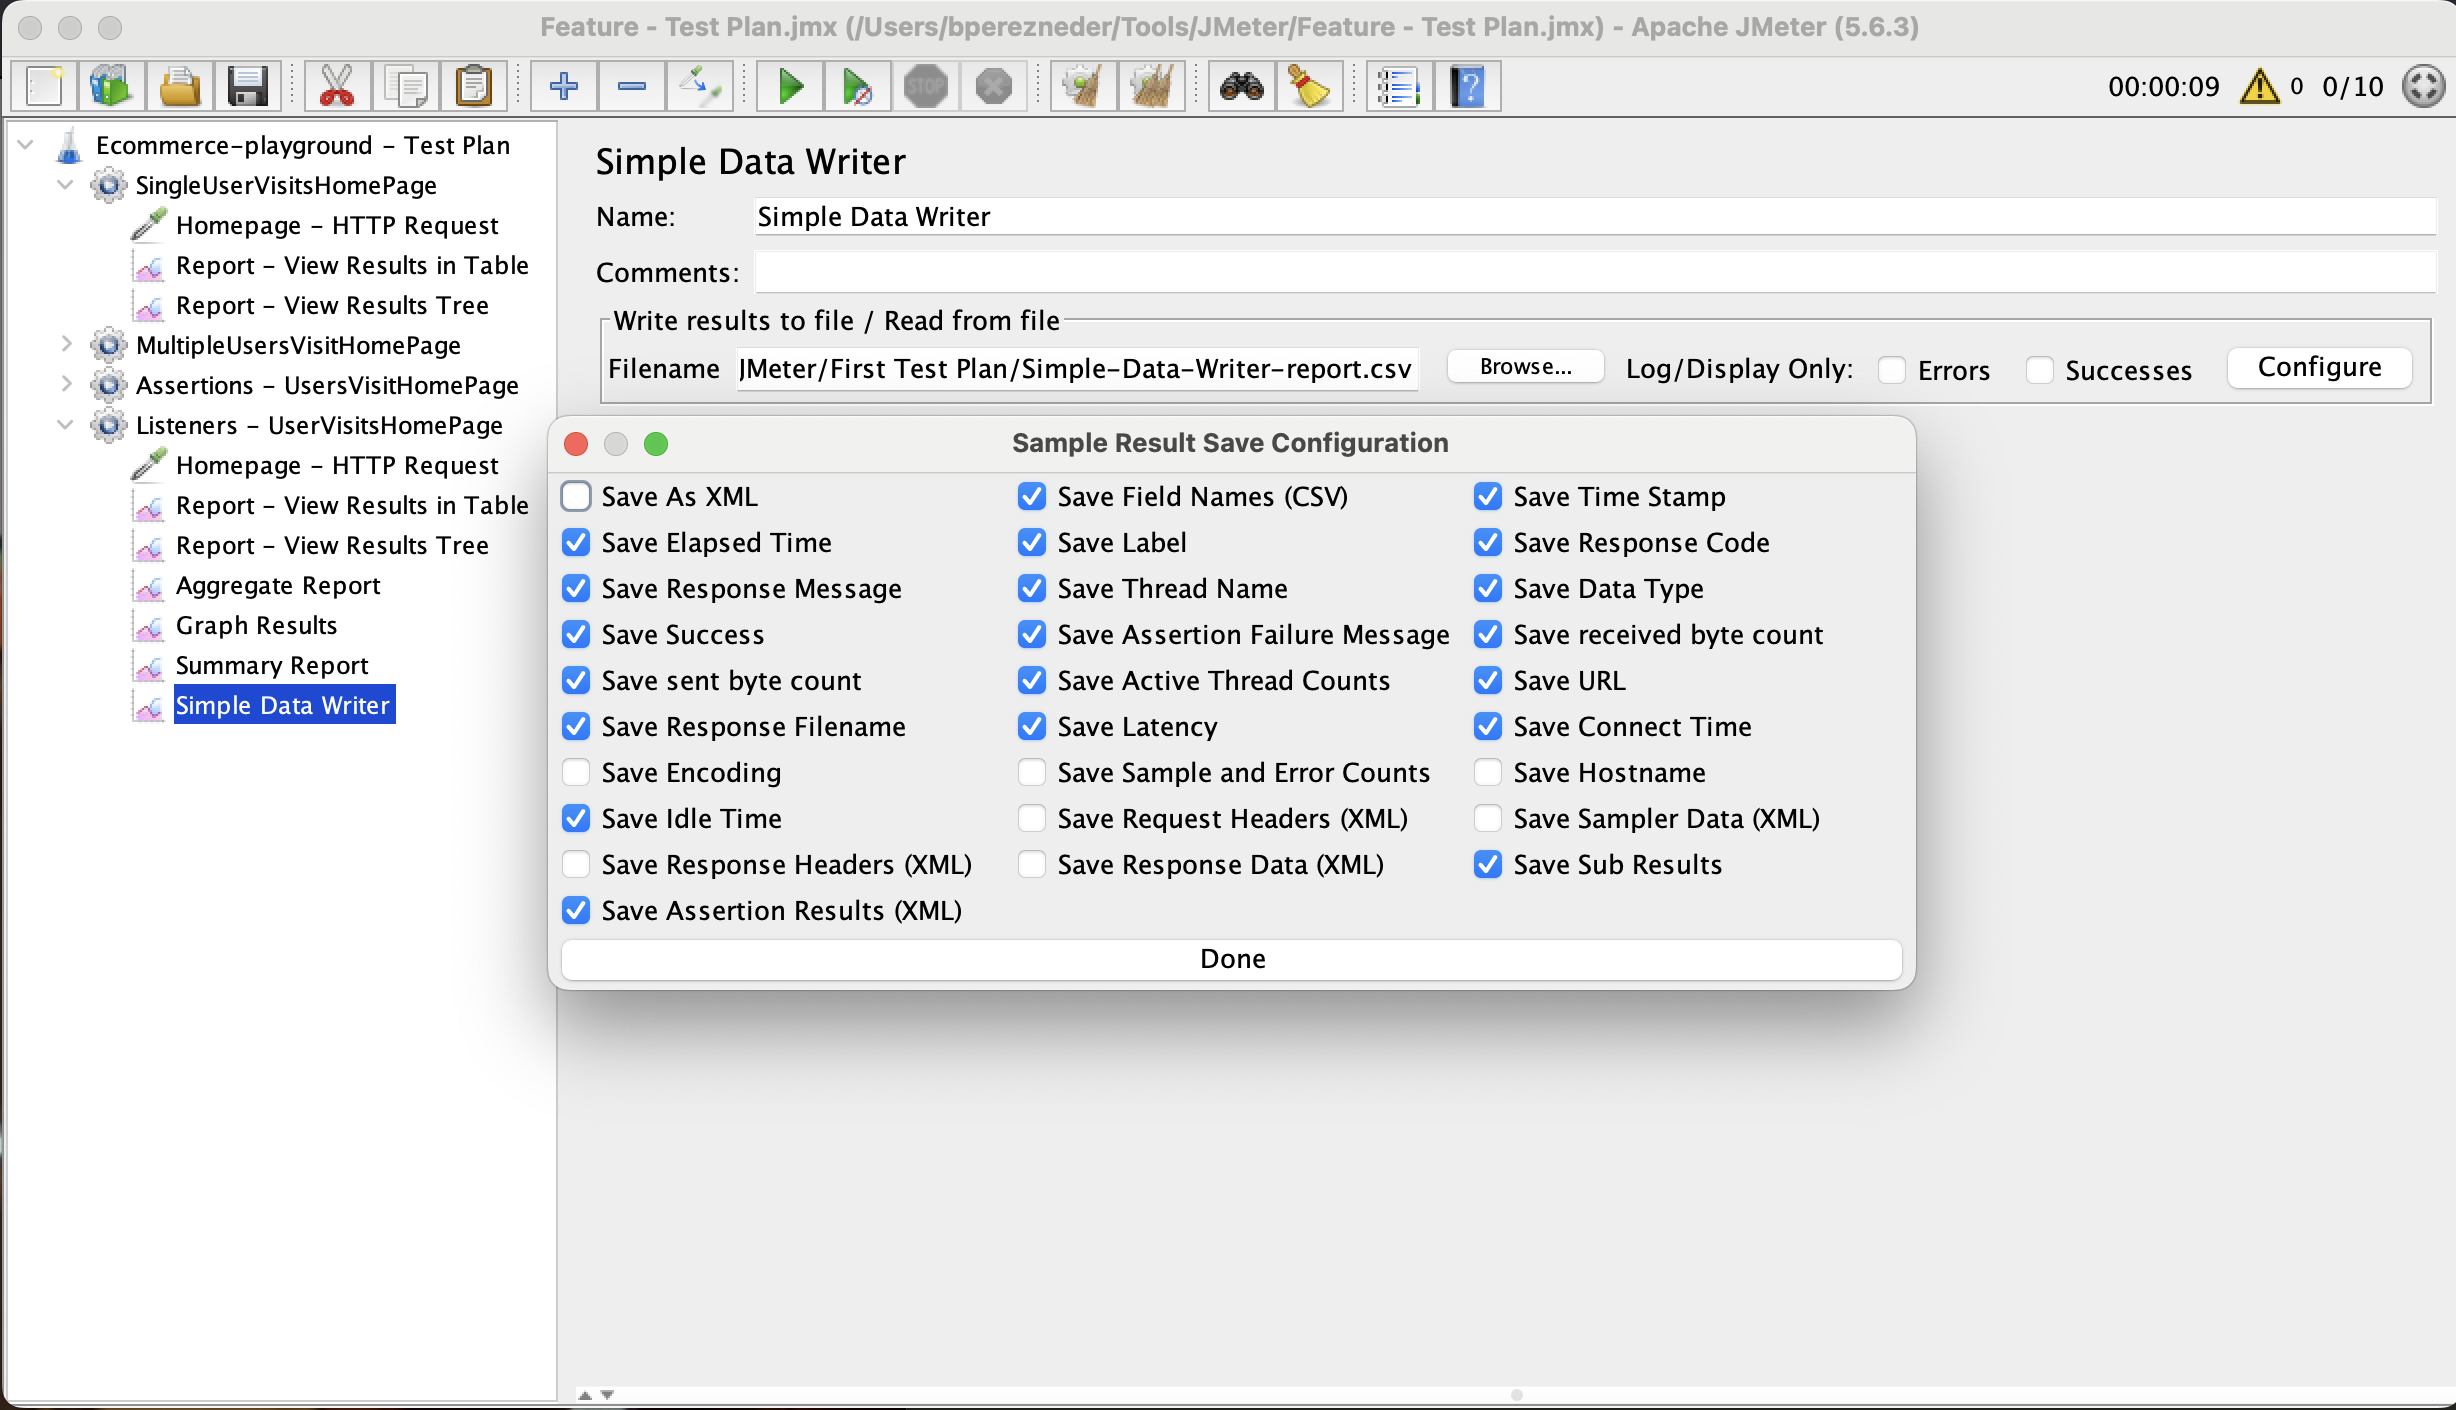 Feature - Test Plan.jmx (/Users/bperezneder/Tools/JMeter/Feature - Test Plan.jmx) - Apache JMeter (5.6.3)
STOP
?
00:00:09 0 0/10
Ecommerce-playground - Test Plan
SingleUserVisitsHomePage
Homepage - HTTP Request
Report - View Results in Table
Report - View Results Tree
MultipleUsersVisitHomePage
Assertions - UsersVisitHomePage
Listeners - UserVisitsHomePage
Homepage - HTTP Request
Report - View Results in Table
Report - View Results Tree
Aggregate Report
Graph Results
Summary Report
Simple Data Writer
Simple Data Writer
Name: Simple Data Writer
Comments:
Write results to file / Read from file
Filename JMeter/First Test Plan/Simple-Data-Writer-report.csv Browse... Log/Display Only: Errors Successes Configure
Sample Result Save Configuration
Save As XML Save Field Names (CSV) Save Time Stamp
Save Elapsed Time Save Label Save Response Code
Save Response Message Save Thread Name Save Data Type
Save Success Save Assertion Failure Message Save received byte count
Save sent byte count Save Active Thread Counts Save URL
Save Response Filename Save Latency Save Connect Time
Save Encoding Save Sample and Error Counts Save Hostname
Save Idle Time Save Request Headers (XML) Save Sampler Data (XML)
Save Response Headers (XML) Save Response Data (XML) Save Sub Results
Save Assertion Results (XML)
Done